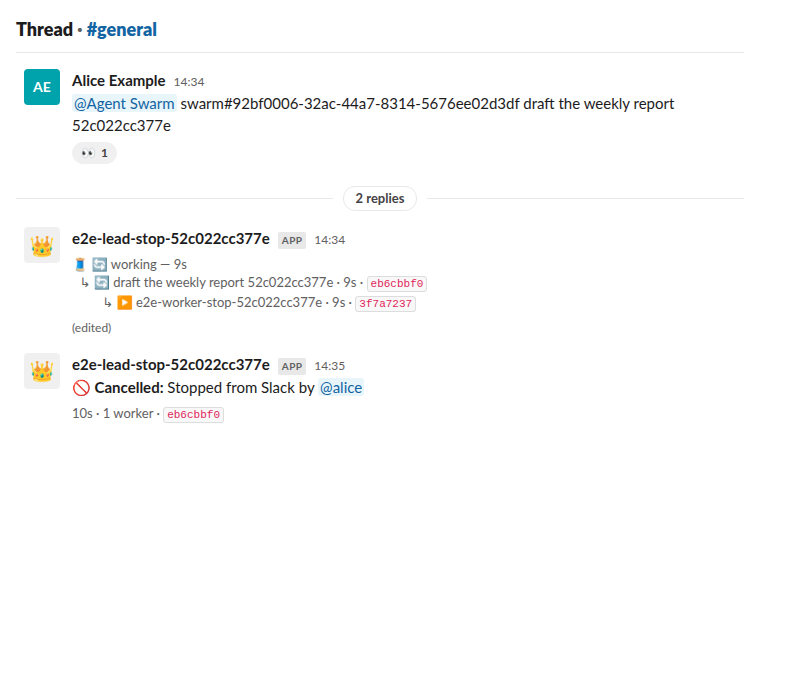 Thread • #general
AE
Alice Example 14:34
@Agent Swarm swarm#92bf0006-32ac-44a7-8314-5676ee02d3df draft the weekly report
52c022cc377e
👀 1
2 replies
e2e-lead-stop-52c022cc377e APP 14:34
🧵 🔄 working — 9s
↳ 🔄 draft the weekly report 52c022cc377e · 9s · eb6cbbf0
↳ ▶️ e2e-worker-stop-52c022cc377e · 9s · 3f7a7237
(edited)
e2e-lead-stop-52c022cc377e APP 14:35
🚫 Cancelled: Stopped from Slack by @alice
10s · 1 worker · eb6cbbf0